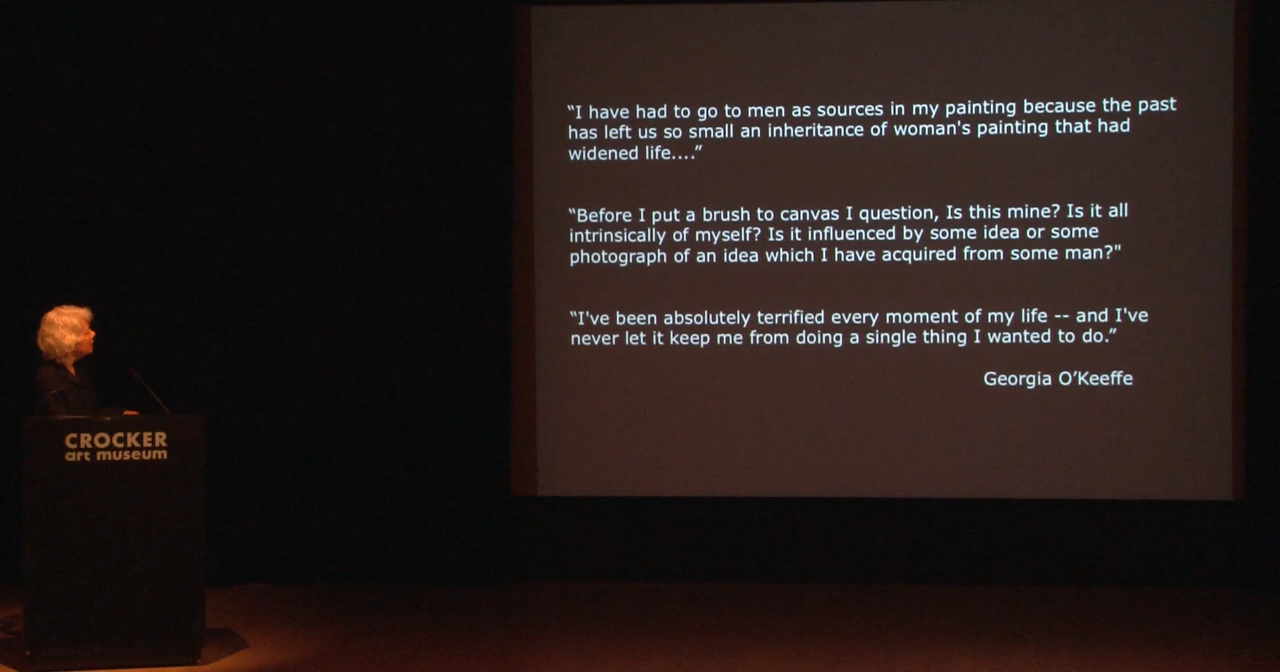 “I have had to go to men as sources in my painting because the past
has left us so small an inheritance of woman's painting that had
widened life....”
“Before I put a brush to canvas I question, Is this mine? Is it all
intrinsically of myself? Is it influenced by some idea or some
photograph of an idea which I have acquired from some man?"
“I've been absolutely terrified every moment of my life -- and I've
never let it keep me from doing a single thing I wanted to do.”
Georgia O’Keeffe
CROCKER
art museum